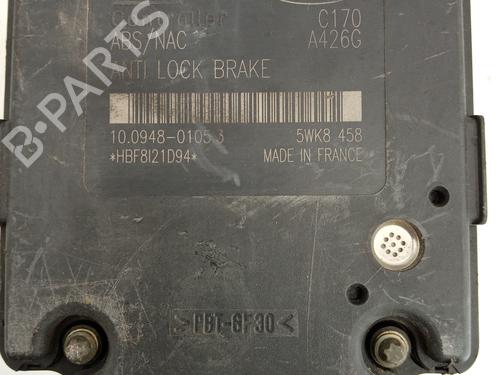 Controller C170
ABS/NAC A426G
ANTI LOCK BRAKE
10.0948-0105.3 5WK8 458
*HBF8I21D94* MADE IN FRANCE
>PBT-GF30<
B-PARTS